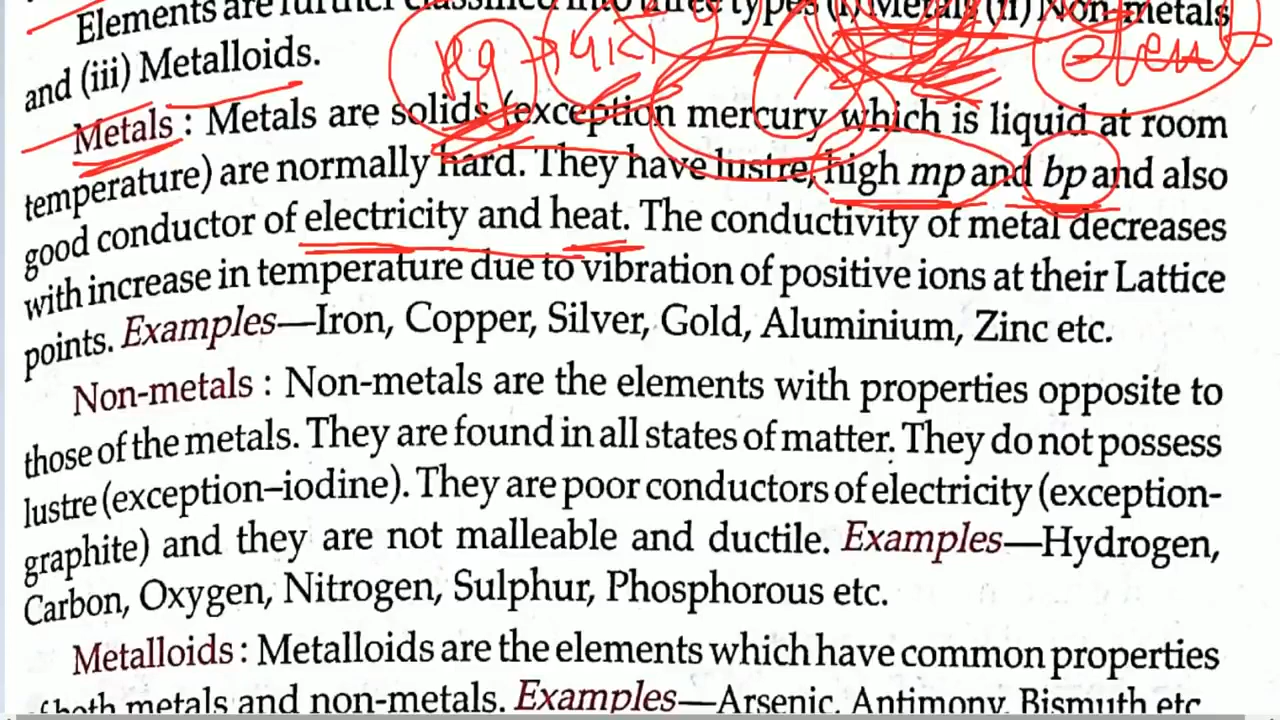 Elements are further classified into three types (i) Metals (ii) Non-metals
and (iii) Metalloids.
Metals : Metals are solids (exception mercury which is liquid at room
temperature) are normally hard. They have lustre, high mp and bp and also
good conductor of electricity and heat. The conductivity of metal decreases
with increase in temperature due to vibration of positive ions at their Lattice
points. Examples—Iron, Copper, Silver, Gold, Aluminium, Zinc etc.
Non-metals : Non-metals are the elements with properties opposite to
those of the metals. They are found in all states of matter. They do not possess
lustre (exception–iodine). They are poor conductors of electricity (exception-
graphite) and they are not malleable and ductile. Examples—Hydrogen,
Carbon, Oxygen, Nitrogen, Sulphur, Phosphorous etc.
Metalloids : Metalloids are the elements which have common properties
of both metals and non-metals. Examples—Arsenic, Antimony, Bismuth etc.